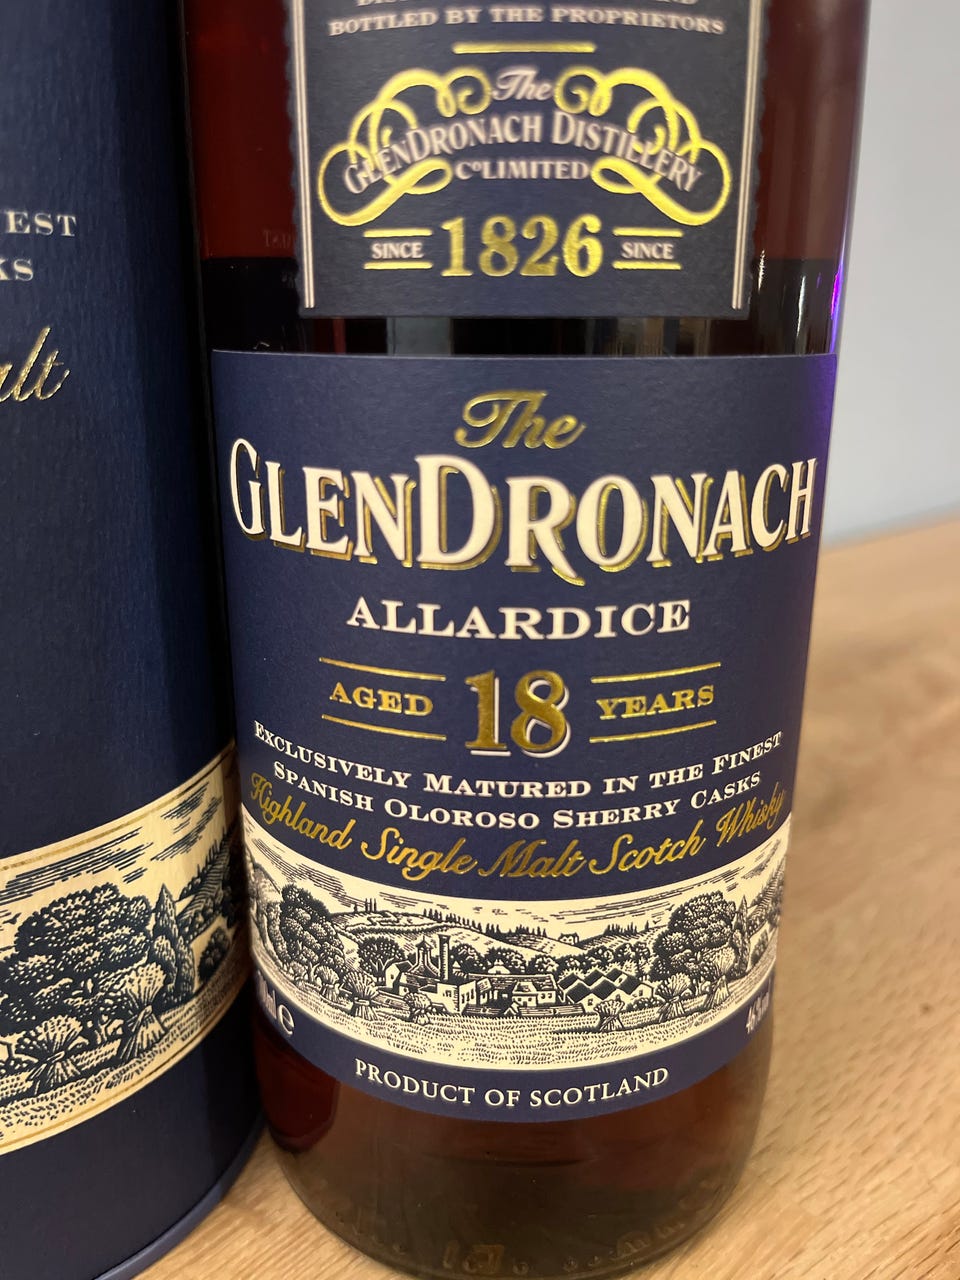 EST
KS
alt
BOTTLED BY THE PROPRIETORS
The
GLENDRONACH DISTILLERY
Cº LIMITED
SINCE 1826 SINCE
The
GLENDRONACH
ALLARDICE
AGED 18 YEARS
EXCLUSIVELY MATURED IN THE FINEST
SPANISH OLOROSO SHERRY CASKS
Highland Single Malt Scotch Whisky
PRODUCT OF SCOTLAND